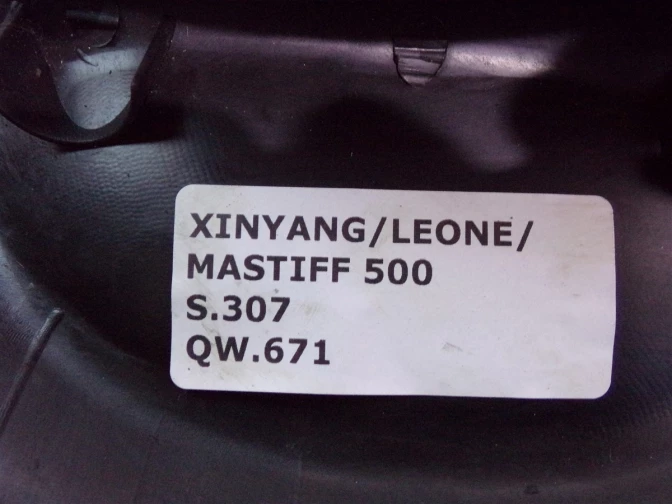 XINYANG/LEONE/
MASTIFF 500
S.307
QW.671